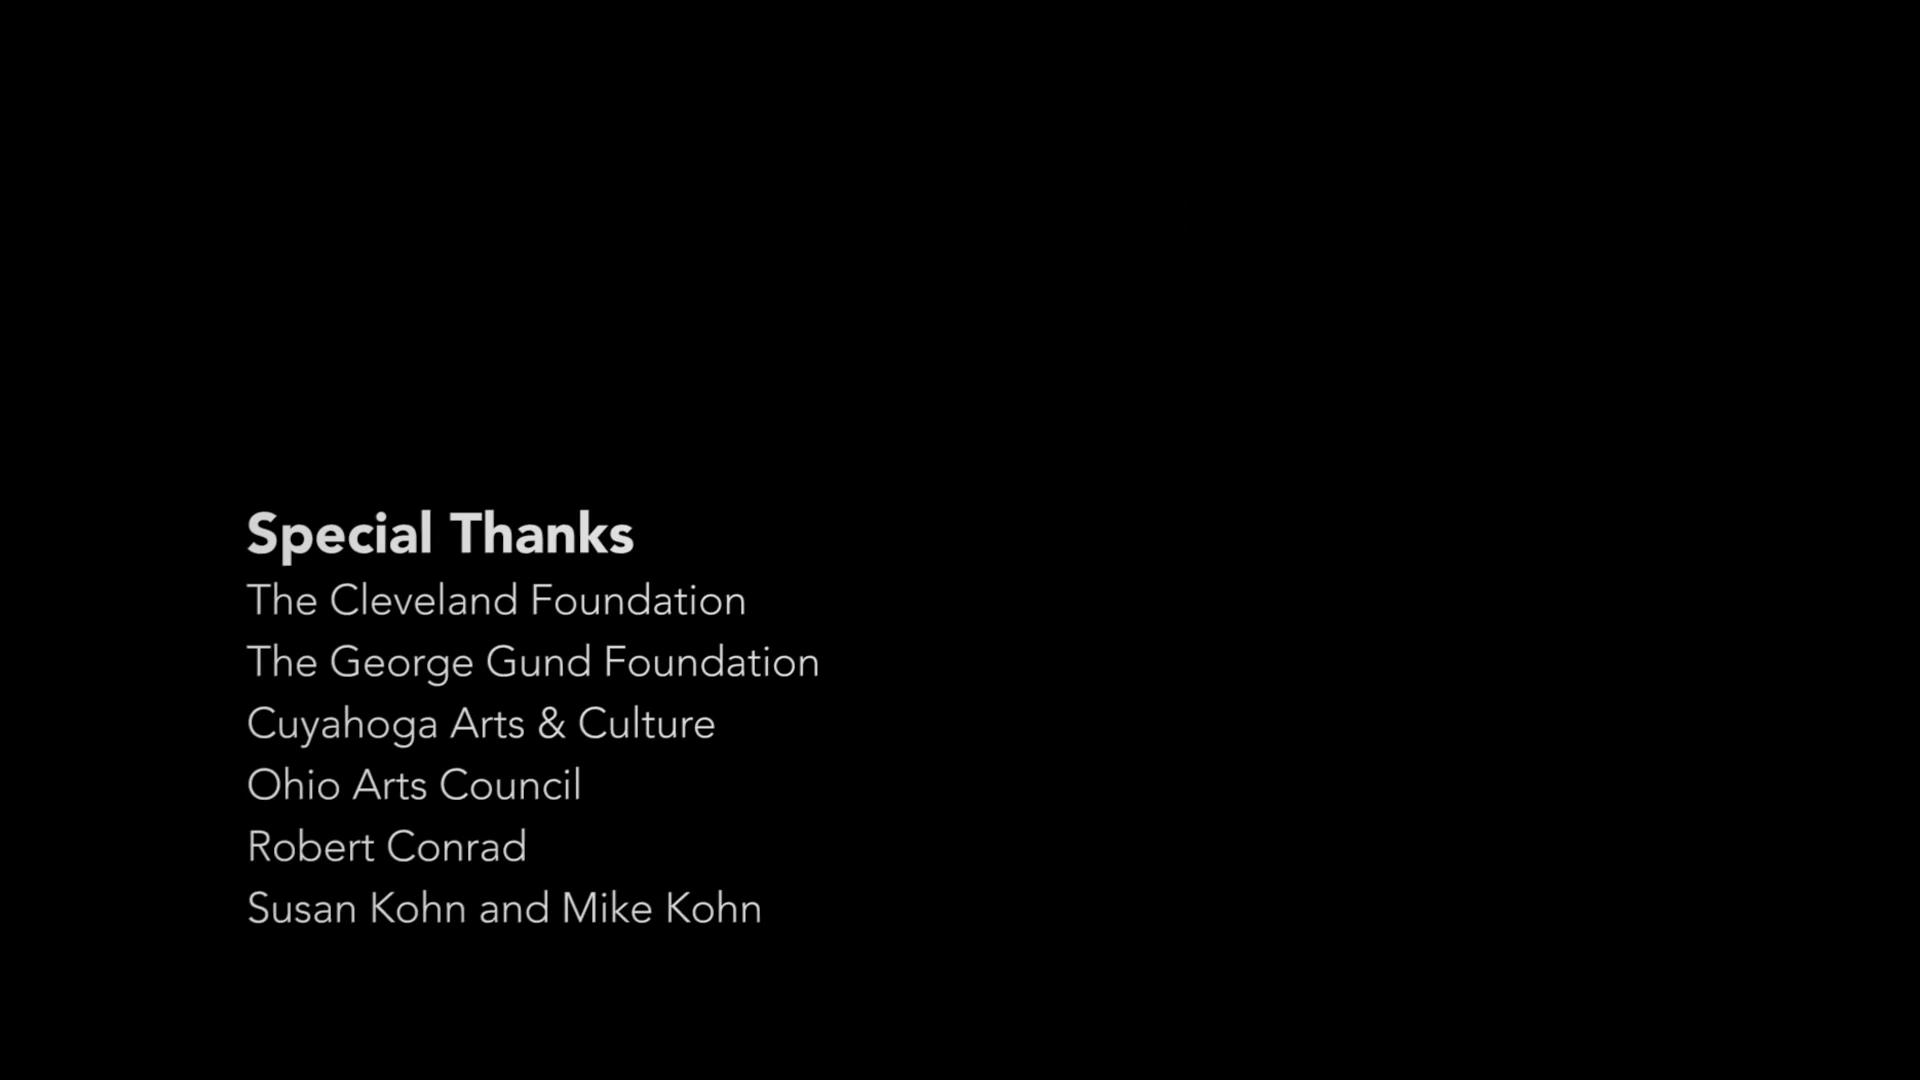 Special Thanks
The Cleveland Foundation
The George Gund Foundation
Cuyahoga Arts & Culture
Ohio Arts Council
Robert Conrad
Susan Kohn and Mike Kohn